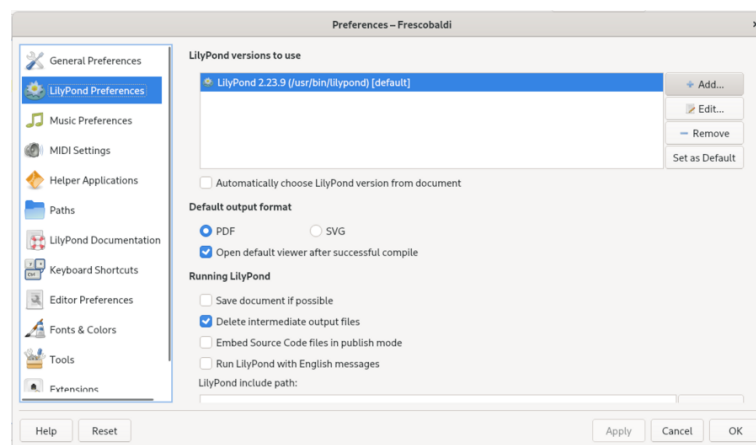 Preferences – Frescobaldi
General Preferences
LilyPond Preferences
Music Preferences
MIDI Settings
Helper Applications
Paths
LilyPond Documentation
Keyboard Shortcuts
Editor Preferences
Fonts & Colors
Tools
Extensions
LilyPond versions to use
LilyPond 2.23.9 (/usr/bin/lilypond) [default]
Add...
Edit...
Remove
Set as Default
Automatically choose LilyPond version from document
Default output format
PDF
SVG
Open default viewer after successful compile
Running LilyPond
Save document if possible
Delete intermediate output files
Embed Source Code files in publish mode
Run LilyPond with English messages
LilyPond include path:
Help
Reset
Apply
Cancel
OK